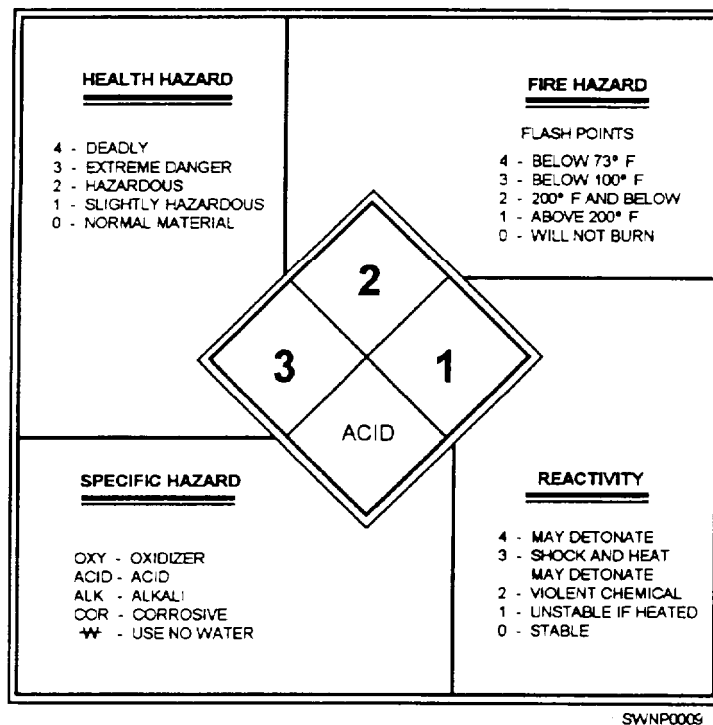 HEALTH HAZARD
4 - DEADLY
3 - EXTREME DANGER
2 - HAZARDOUS
1 - SLIGHTLY HAZARDOUS
0 - NORMAL MATERIAL
FIRE HAZARD
FLASH POINTS
4 - BELOW 73° F
3 - BELOW 100° F
2 - 200° F AND BELOW
1 - ABOVE 200° F
0 - WILL NOT BURN
2
3
1
ACID
SPECIFIC HAZARD
OXY - OXIDIZER
ACID - ACID
ALK - ALKALI
COR - CORROSIVE
W - USE NO WATER
REACTIVITY
4 - MAY DETONATE
3 - SHOCK AND HEAT
MAY DETONATE
2 - VIOLENT CHEMICAL
1 - UNSTABLE IF HEATED
0 - STABLE
SWNP0009